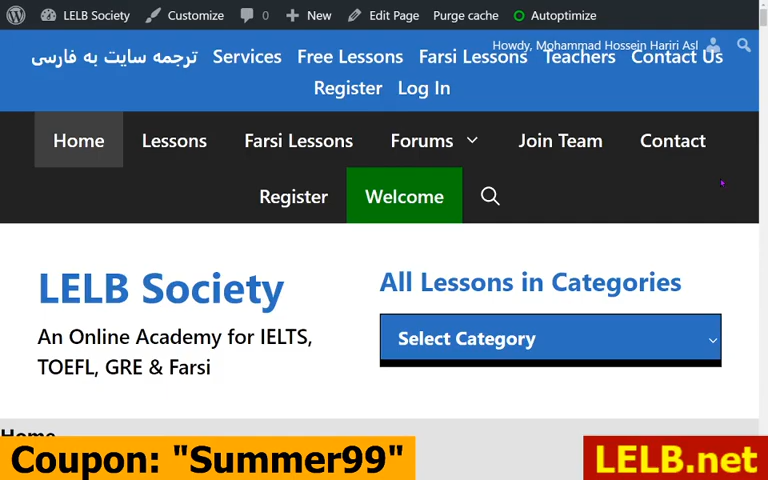 LELB Society Customize 0 New Edit Page Purge cache Autoptimize
Howdy, Mohammad Hossein Hariri Asl
ترجمه سایت به فارسی Services Free Lessons Farsi Lessons Teachers Contact Us
Register Log In
Home Lessons Farsi Lessons Forums Join Team Contact
Register Welcome
LELB Society
An Online Academy for IELTS,
TOEFL, GRE & Farsi
All Lessons in Categories
Select Category
Home
Coupon: "Summer99"
LELB.net